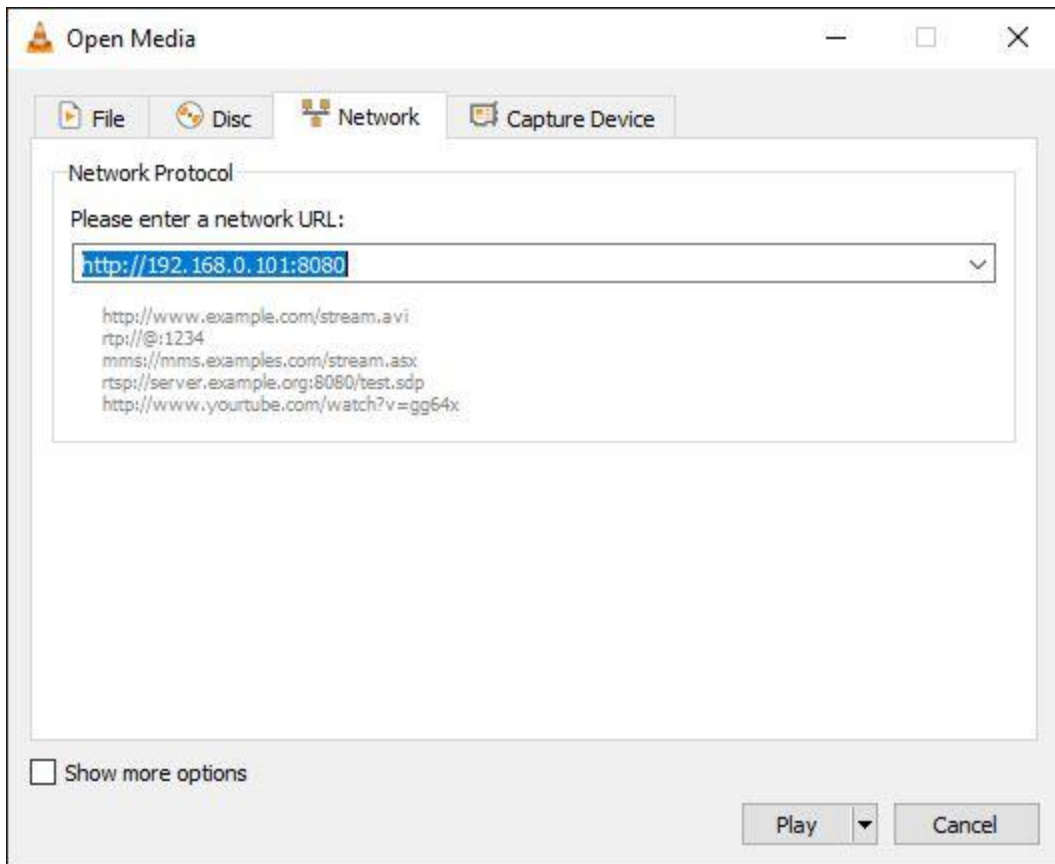 Open Media
File Disc Network Capture Device
Network Protocol
Please enter a network URL:
http://192.168.0.101:8080
http://www.example.com/stream.avi
rtp://@:1234
mms://mms.examples.com/stream.asx
rtsp://server.example.org:8080/test.sdp
http://www.yourtube.com/watch?v=gg64x
Show more options
Play Cancel